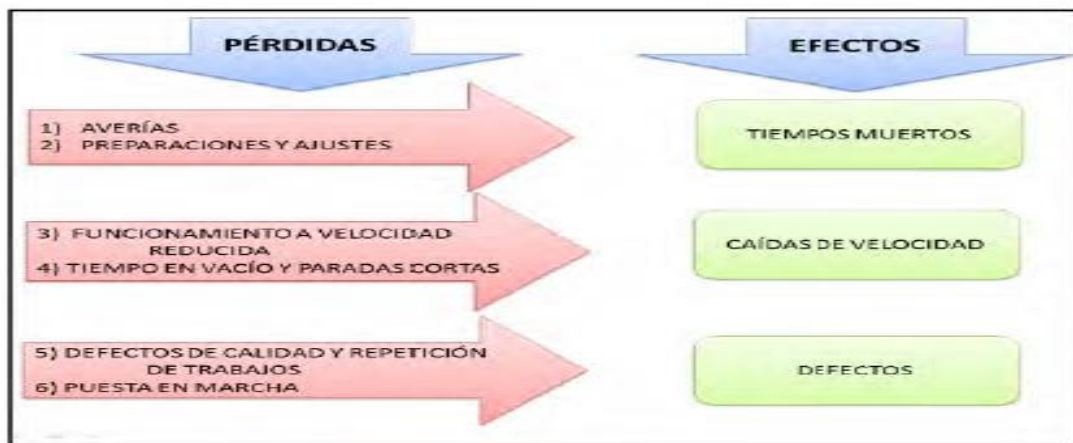 PÉRDIDAS
EFECTOS
1) AVERÍAS
2) PREPARACIONES Y AJUSTES
TIEMPOS MUERTOS
3) FUNCIONAMIENTO A VELOCIDAD
REDUCIDA
4) TIEMPO EN VACÍO Y PARADAS CORTAS
CAÍDAS DE VELOCIDAD
5) DEFECTOS DE CALIDAD Y REPETICIÓN
DE TRABAJOS
6) PUESTA EN MARCHA
DEFECTOS